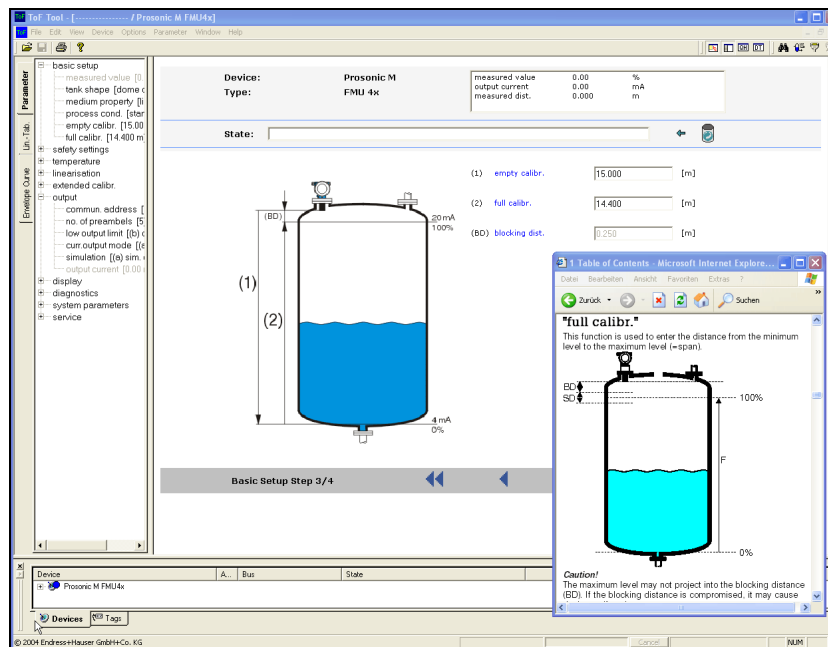 ToF Tool - [--------------- / Prosonic M FMU4x]
File Edit View Device Options Parameter Window Help
Parameter
Lin.-Tab.
Envelope Curve
basic setup
measured value [0.
tank shape [dome c
medium property [li
process cond. [stan
empty calibr. [15.00
full calibr. [14.400 m
safety settings
temperature
linearisation
extended calibr.
output
commun. address [
no. of preambels [5
low output limit [(b) c
curr.output mode [(e
simulation [(a) sim. 
output current [0.00
display
diagnostics
system parameters
service
Device: Prosonic M
Type: FMU 4x
measured value 0.00 %
output current 0.00 mA
measured dist. 0.000 m
State:
(1) empty calibr. 15.000 [m]
(2) full calibr. 14.400 [m]
(BD) blocking dist. 0.250 [m]
(BD)
20 mA
100%
(1)
(2)
4 mA
0%
Basic Setup Step 3/4
1 Table of Contents - Microsoft Internet Explore...
Datei Bearbeiten Ansicht Favoriten Extras ?
Zurück Suchen
"full calibr."
This function is used to enter the distance from the minimum
level to the maximum level (=span).
BD
SD
100%
F
0%
Caution!
The maximum level may not project into the blocking distance
(BD). If the blocking distance is compromised, it may cause
Device A... Bus State
Prosonic M FMU4x
Devices Tags
© 2004 Endress+Hauser GmbH+Co. KG
Cancel
NUM